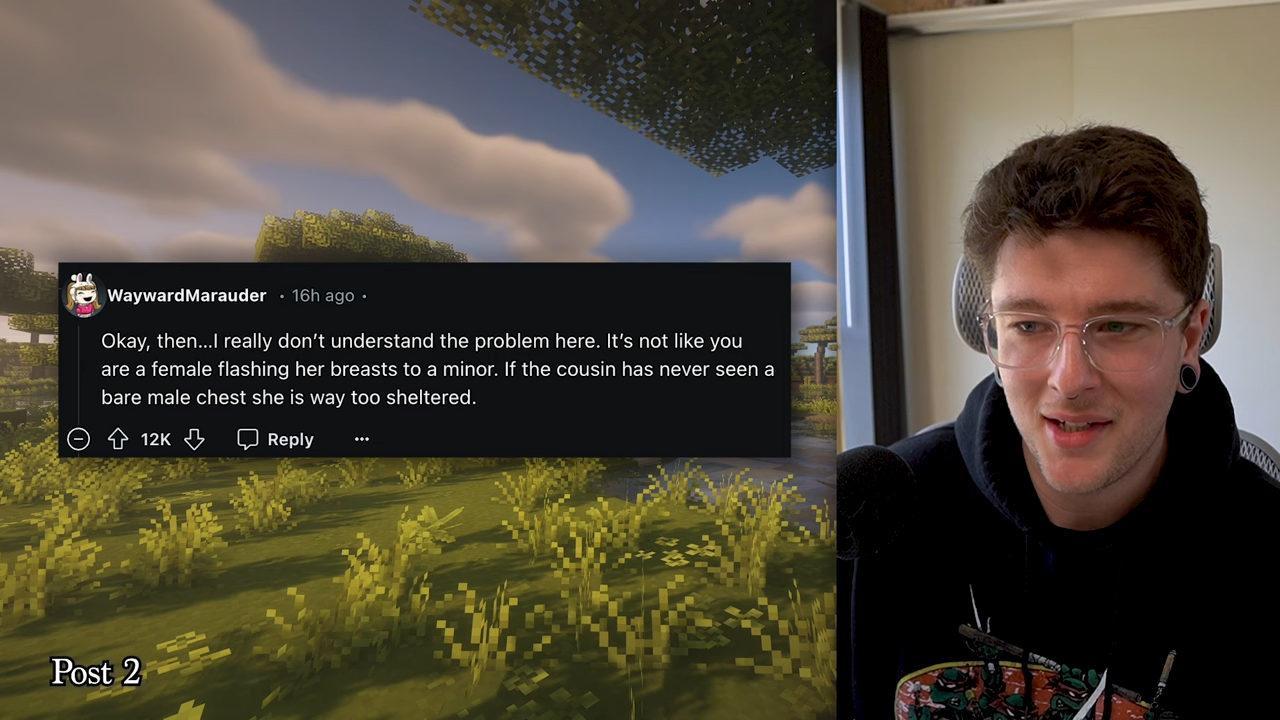 WaywardMarauder • 16h ago •
Okay, then...I really don’t understand the problem here. It’s not like you
are a female flashing her breasts to a minor. If the cousin has never seen a
bare male chest she is way too sheltered.
12K Reply
Post 2